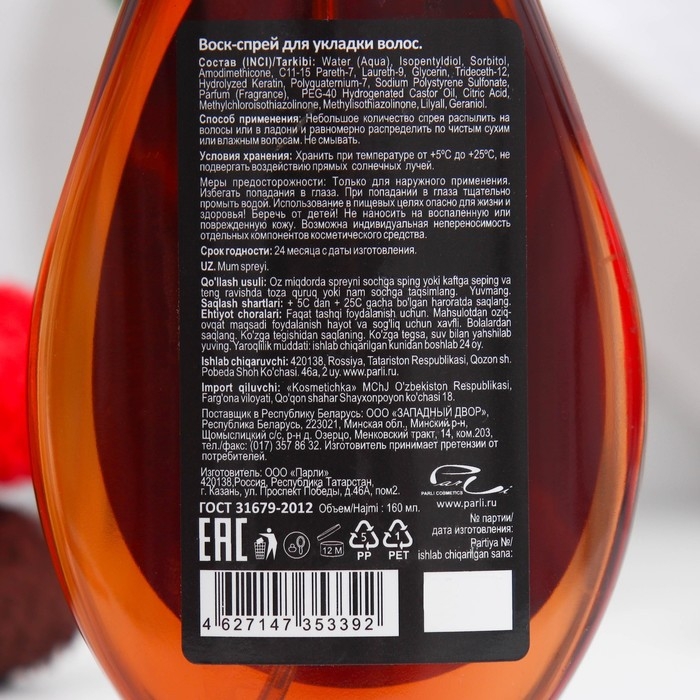 Воск-спрей для укладки волос.
Состав (INCI)/Tarkibi: Water (Aqua), Isopentyldiol, Sorbitol,
Amodimethicone, C11-15 Pareth-7, Laureth-9, Glycerin, Trideceth-12,
Hydrolyzed Keratin, Polyguaternum-7, Sodium Polystyrene Sulfonate,
Parfum (Fragrance), PEG-40 Hydrogenated Castor Oil, Citric Acid,
Methylchloroisothiazolinone, Methylisothiazolinone, Lilyall, Geraniol.
Способ применения: Небольшое количество спрея распылить на
волосы или в ладони и равномерно распределить по чистым сухим
или влажным волосам. Не смывать.
Условия хранения: Хранить при температуре от +5°С до +25°С, не
подвергать воздействию прямых солнечных лучей.
Меры предосторожности: Только для наружного применения.
Избегать попадания в глаза. При попадании в глаза тщательно
промыть водой. Использование в пищевых целях опасно для жизни и
здоровья! Беречь от детей! Не наносить на воспаленную или
поврежденную кожу. Возможна индивидуальная непереносимость
отдельных компонентов косметического средства.
Срок годности: 24 месяца с даты изготовления.
UZ. Mum spreyi.
Qo'llash usuli: Oz miqdorda spreyni sochga sping yoki kaftga seping va
teng ravishda toza quruq yoki nam sochga taqsimlang. Yuvmang.
Saqlash shartlari: + 5C dan + 25C gacha bo'lgan haroratda saqlang.
Ehtiyot choralari: Faqat tashqi foydalanish uchun. Mahsulotdan oziq-
ovqat maqsadi foydalanish hayot va sog'liq uchun xavfli. Bolalardan
saqlang. Ko'zga tegishidan saqlaning. Ko'zga tegsa, suv bilan yahshilab
yuving. Yaroqlilik muddati: ishlab chiqarilgan kunidan boshlab 24 oy.
Ishlab chiqaruvchi: 420138, Rossiya, Tatariston Respublikasi, Qozon sh.
Pobeda Shoh Ko'chasi. 46a, 2 uy. www.parli.ru.
Import qiluvchi: «Kosmetichka» MChJ O'zbekiston Respublikasi,
Farg'ona viloyati, Qo'qon shahar Shayxonpoyon ko'chasi 18.
Поставщик в Республику Беларусь: ООО «ЗАПАДНЫЙ ДВОР»,
Республика Беларусь, 223021, Минская обл., Минский р-н,
Щомыслицкий с/с, р-н д. Озерцо, Менковский тракт, 14, ком.203,
тел./факс: (017) 357 86 32. Изготовитель принимает претензии от
потребителей.
Изготовитель: ООО «Парли»
420138,Россия, Республика Татарстан,
г. Казань, ул. Проспект Победы, д.46А, пом2.
Parli
PARLI COSMETICS
www.parli.ru
ГОСТ 31679-2012 Объем/Hajmi : 160 мл.
№ партии/
дата изготовления:
Partiya №/
ishlab chiqarilgan sana:
EAC 12 M 5 PP 1 PET
4 627147 353392